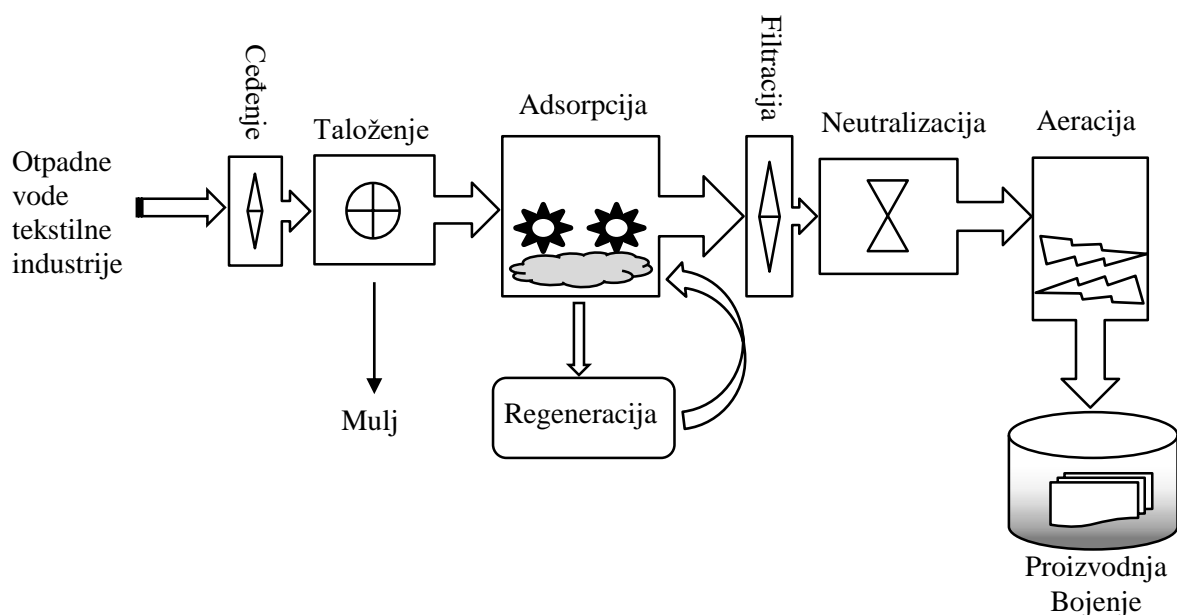 Otpadne
vode
tekstilne
industrije
Ceđenje
Taloženje
Mulj
Adsorpcija
Regeneracija
Filtracija
Neutralizacija
Aeracija
Proizvodnja
Bojenje